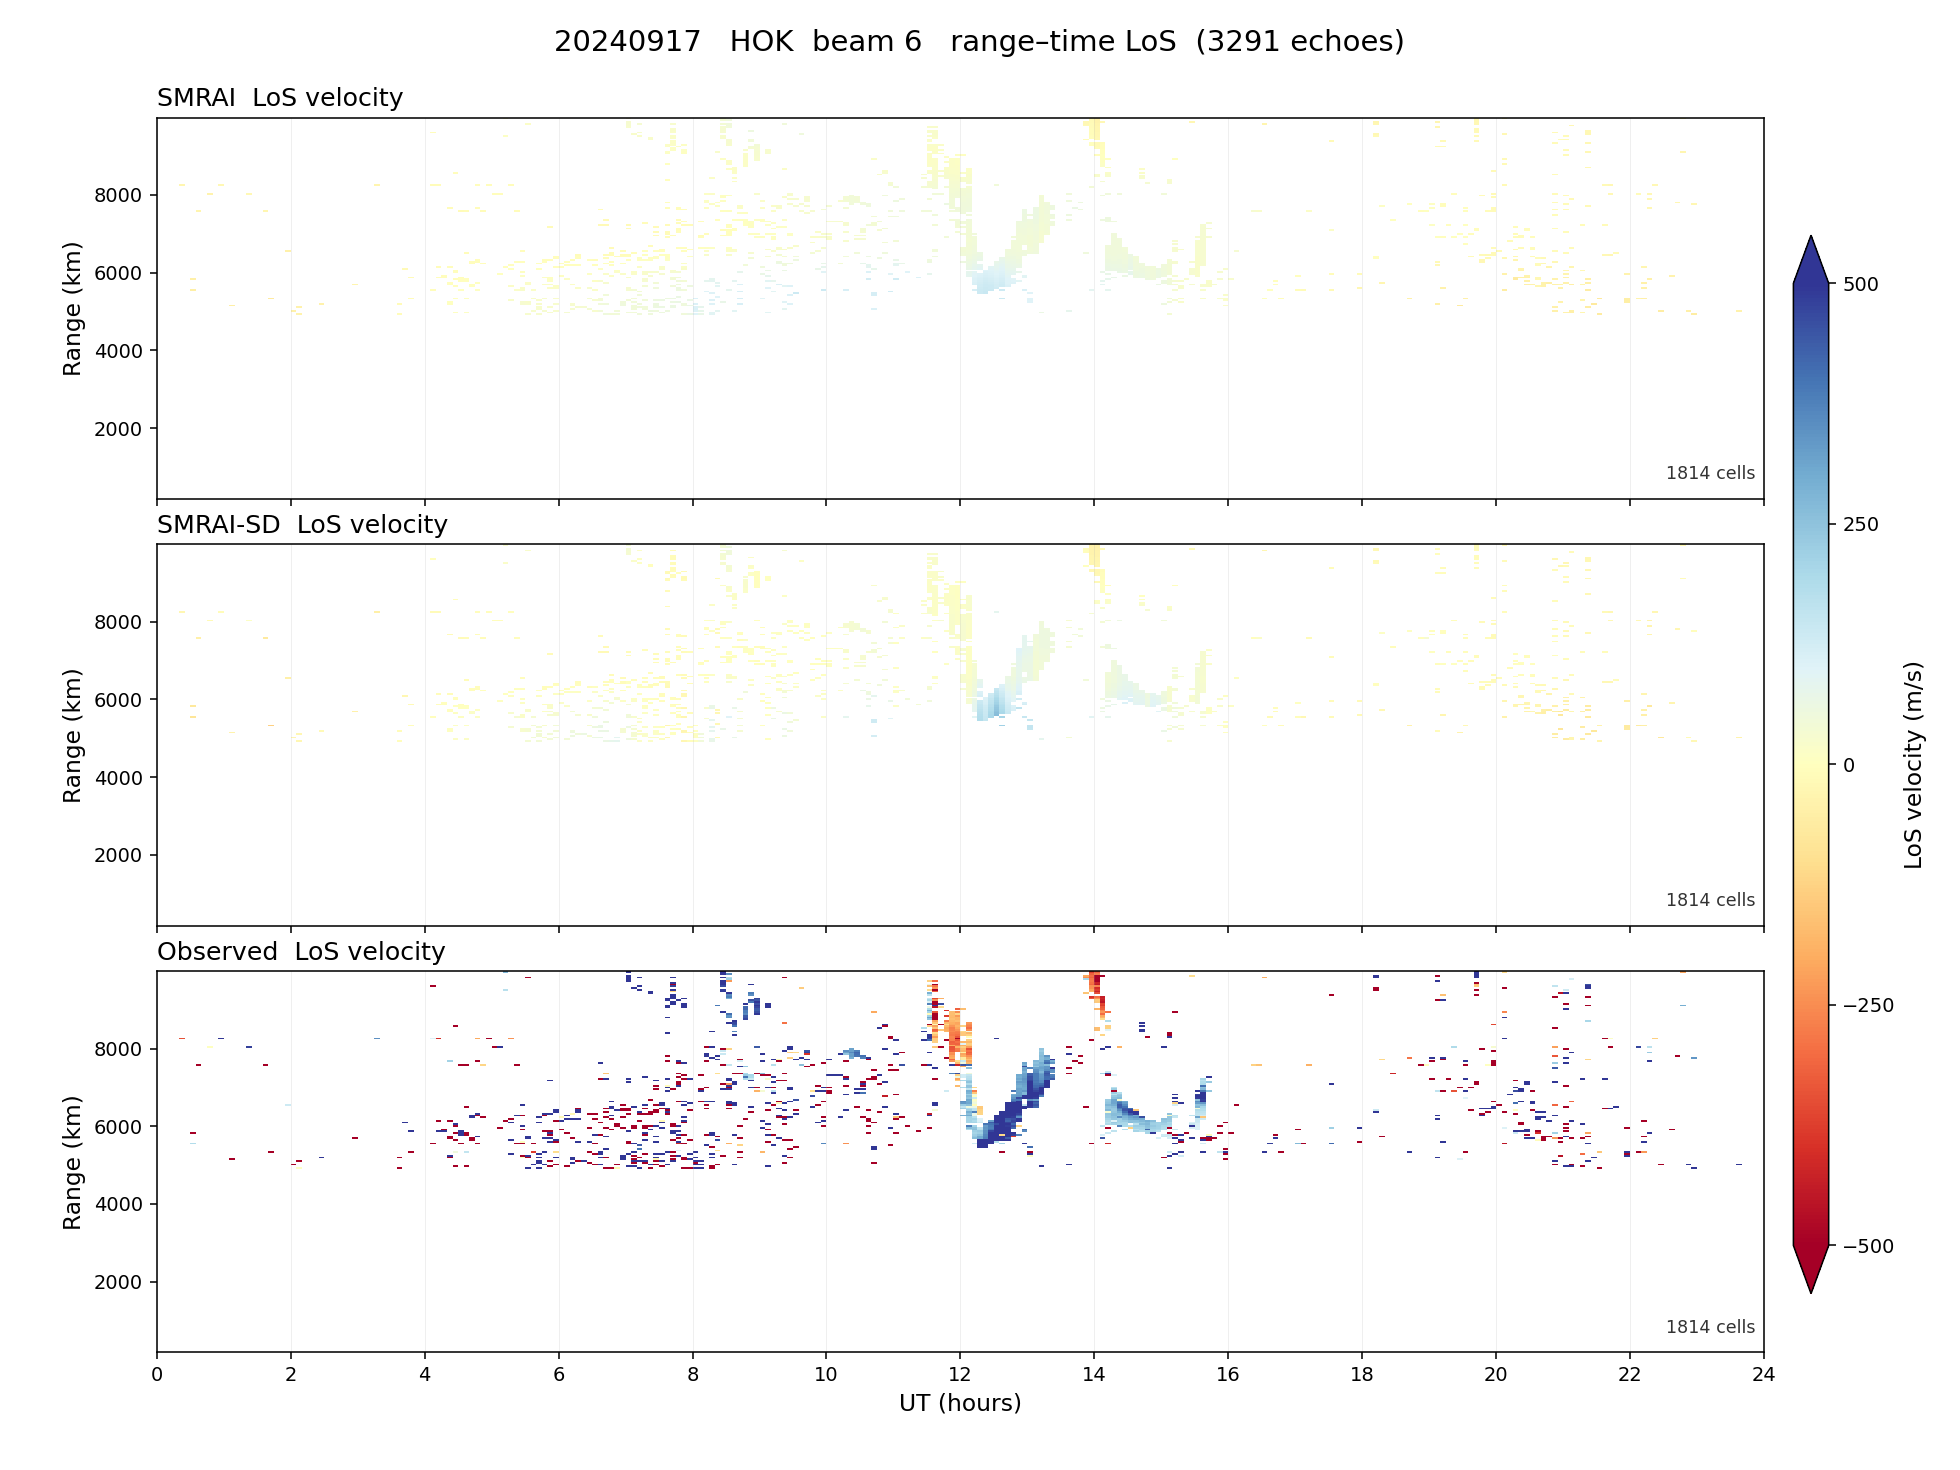 20240917 HOK beam 6 range–time LoS (3291 echoes)
SMRAI LoS velocity
8000
6000
4000
2000
Range (km)
1814 cells
SMRAI-SD LoS velocity
8000
6000
4000
2000
Range (km)
1814 cells
Observed LoS velocity
8000
6000
4000
2000
Range (km)
1814 cells
0 2 4 6 8 10 12 14 16 18 20 22 24
UT (hours)
500
250
0
−250
−500
LoS velocity (m/s)